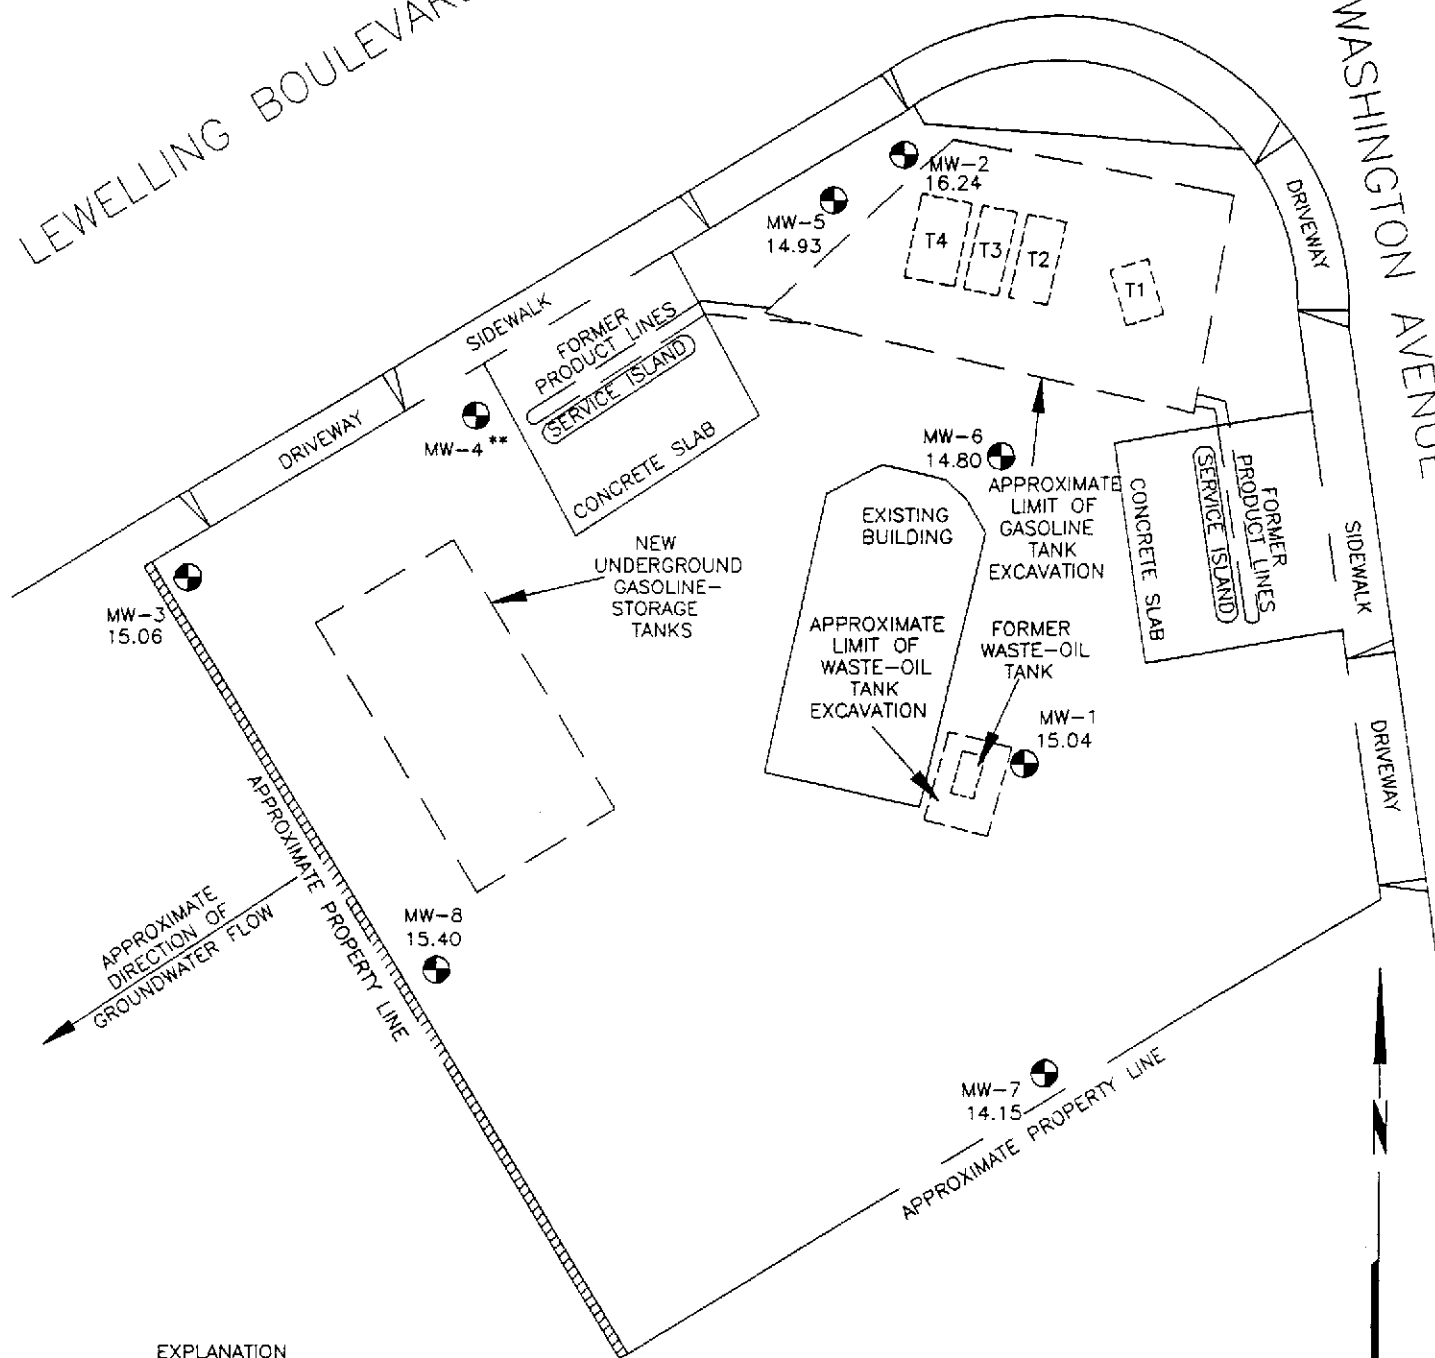 LEWELLING BOULEVARD
WASHINGTON AVENUE
MW-2
16.24
MW-5
14.93
T4
T3
T2
T1
DRIVEWAY
SIDEWALK
FORMER
PRODUCT LINES
SERVICE ISLAND
CONCRETE SLAB
DRIVEWAY
MW-4**
MW-6
14.80
APPROXIMATE
LIMIT OF
GASOLINE
TANK
EXCAVATION
EXISTING
BUILDING
CONCRETE SLAB
SERVICE ISLAND
FORMER
PRODUCT LINES
SIDEWALK
NEW
UNDERGROUND
GASOLINE-
STORAGE
TANKS
MW-3
15.06
APPROXIMATE
LIMIT OF
WASTE-OIL
TANK
EXCAVATION
FORMER
WASTE-OIL
TANK
MW-1
15.04
DRIVEWAY
APPROXIMATE PROPERTY LINE
APPROXIMATE
DIRECTION OF
GROUNDWATER FLOW
MW-8
15.40
MW-7
14.15
APPROXIMATE PROPERTY LINE
N
EXPLANATION